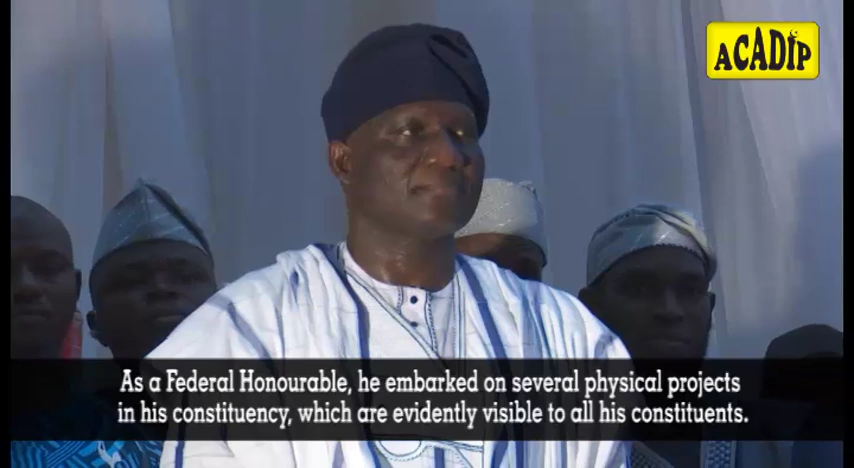 ACADIP
As a Federal Honourable, he embarked on several physical projects
in his constituency, which are evidently visible to all his constituents.